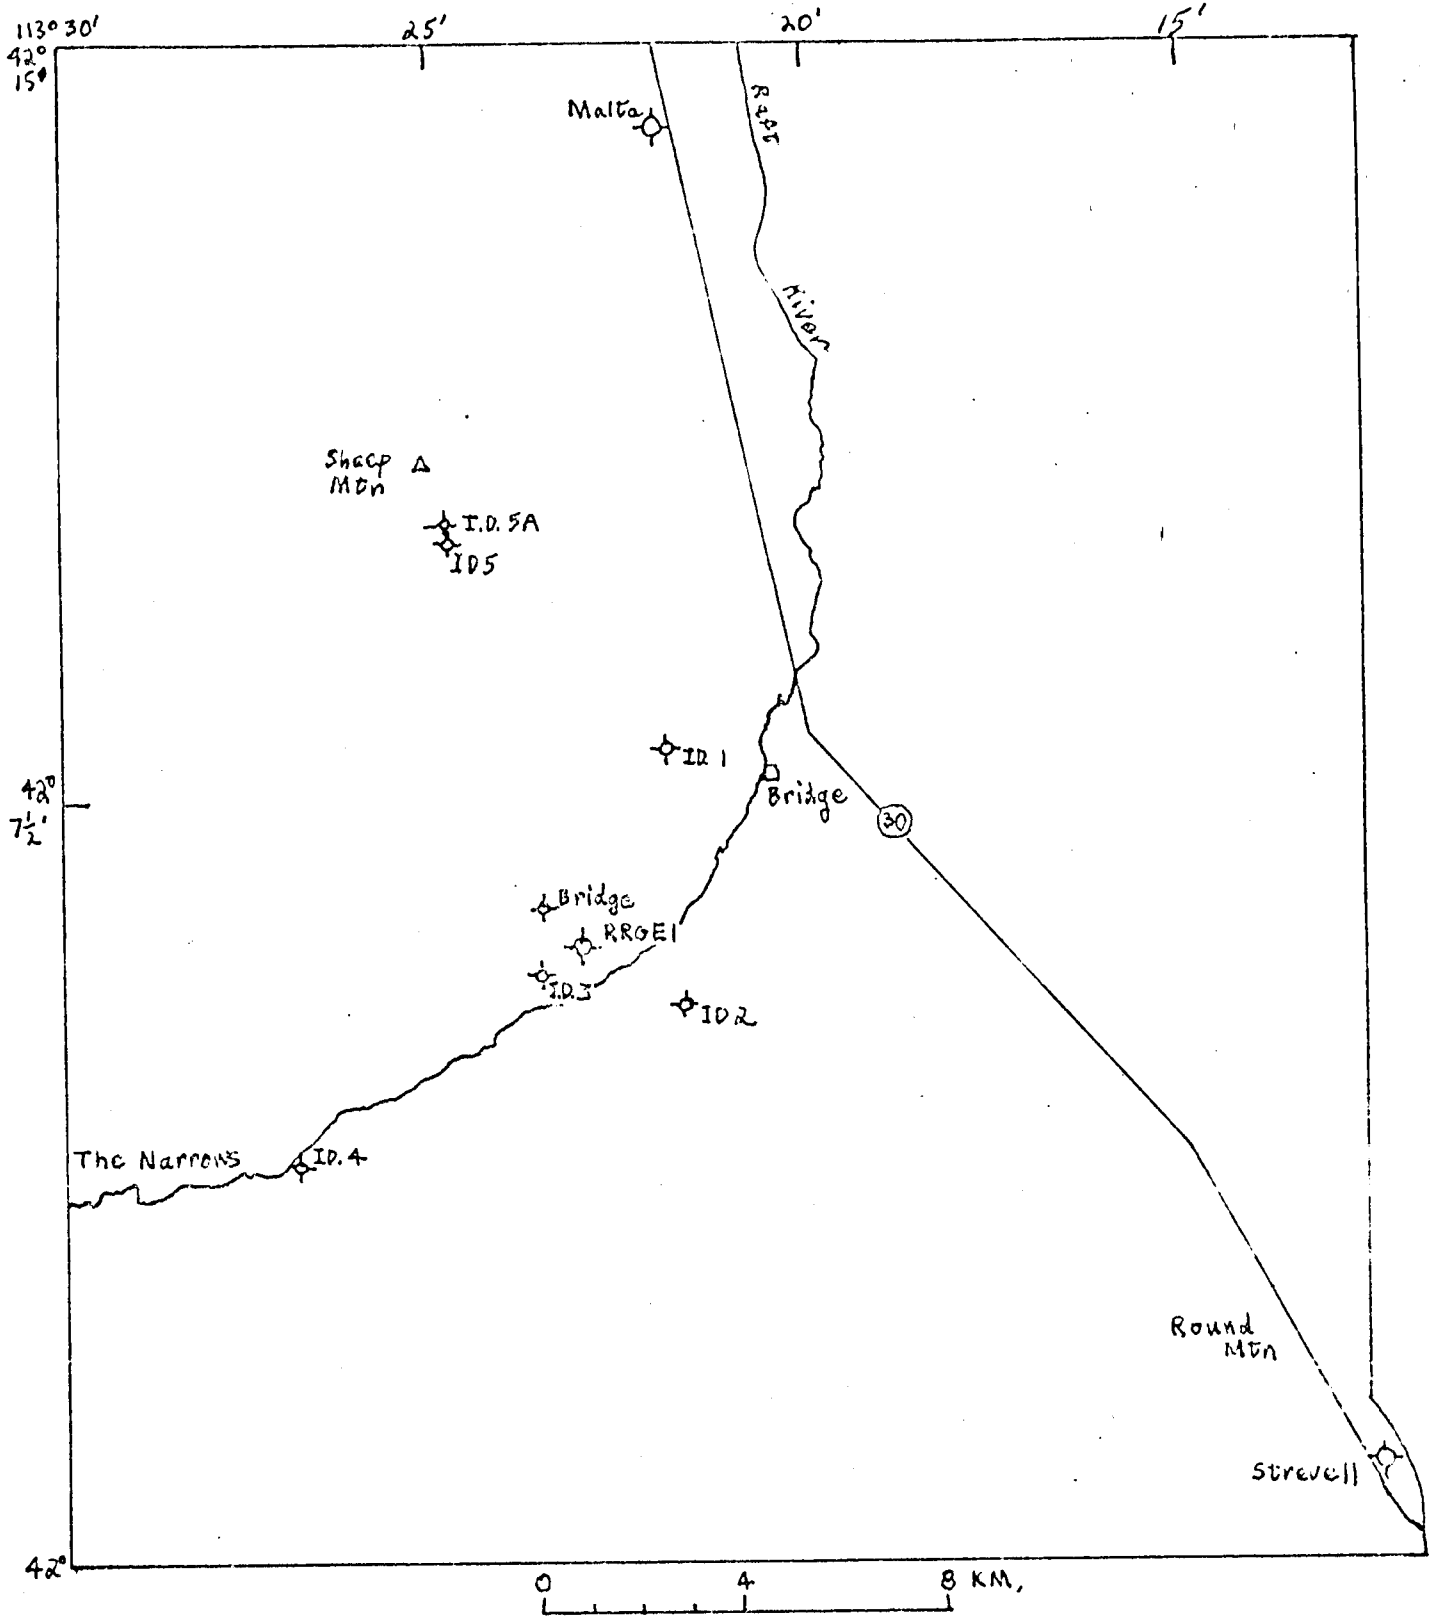 113° 30'
25'
20'
15'
42°
15'
Malta
Raft
River
Sharp
Mtn
I.D. 5A
ID5
ID. 1
Bridge
42°
7½'
30
Bridge
RRGE1
I.D.3
ID2
The Narrows
ID. 4
Round
Mtn
Strevell
42°
0 4 8 KM.